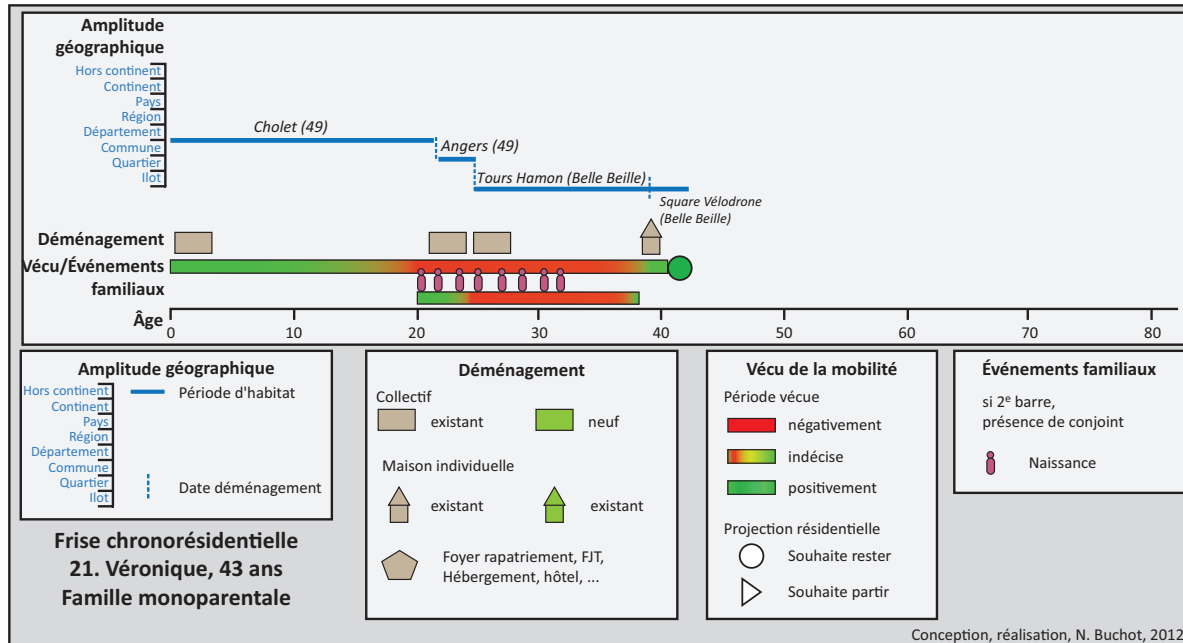 Amplitude
géographique
Hors continent
Continent
Pays
Région
Département
Commune
Quartier
Ilot
Cholet (49)
Angers (49)
Tours Hamon (Belle Beille)
Square Vélodrone
(Belle Beille)
Déménagement
Vécu/Événements
familiaux
Âge
0 10 20 30 40 50 60 70 80
Amplitude géographique
Hors continent
Continent
Pays
Région
Département
Commune
Quartier
Ilot
Période d'habitat
Date déménagement
Frise chronorésidentielle
21. Véronique, 43 ans
Famille monoparentale
Déménagement
Collectif
existant neuf
Maison individuelle
existant existant
Foyer rapatriement, FJT,
Hébergement, hôtel, ...
Vécu de la mobilité
Période vécue
négativement
indécise
positivement
Projection résidentielle
Souhaite rester
Souhaite partir
Événements familiaux
si 2e barre,
présence de conjoint
Naissance
Conception, réalisation, N. Buchot, 2012